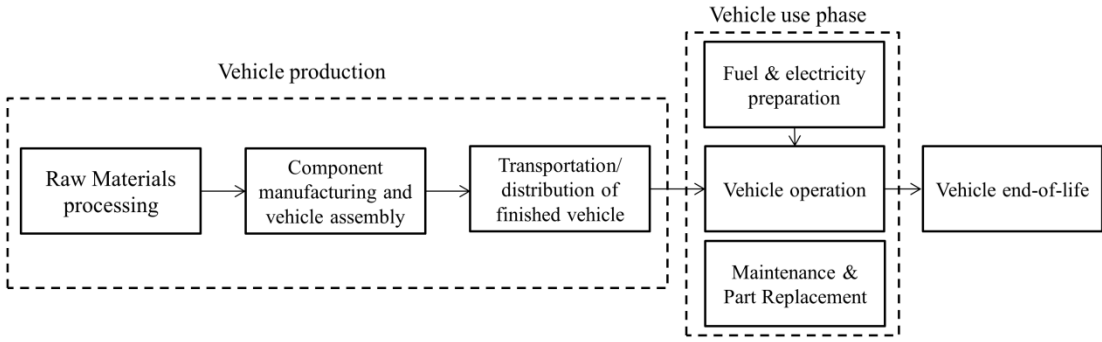 Vehicle production
Raw Materials
processing
Component
manufacturing and
vehicle assembly
Transportation/
distribution of
finished vehicle
Vehicle use phase
Fuel & electricity
preparation
Vehicle operation
Maintenance &
Part Replacement
Vehicle end-of-life